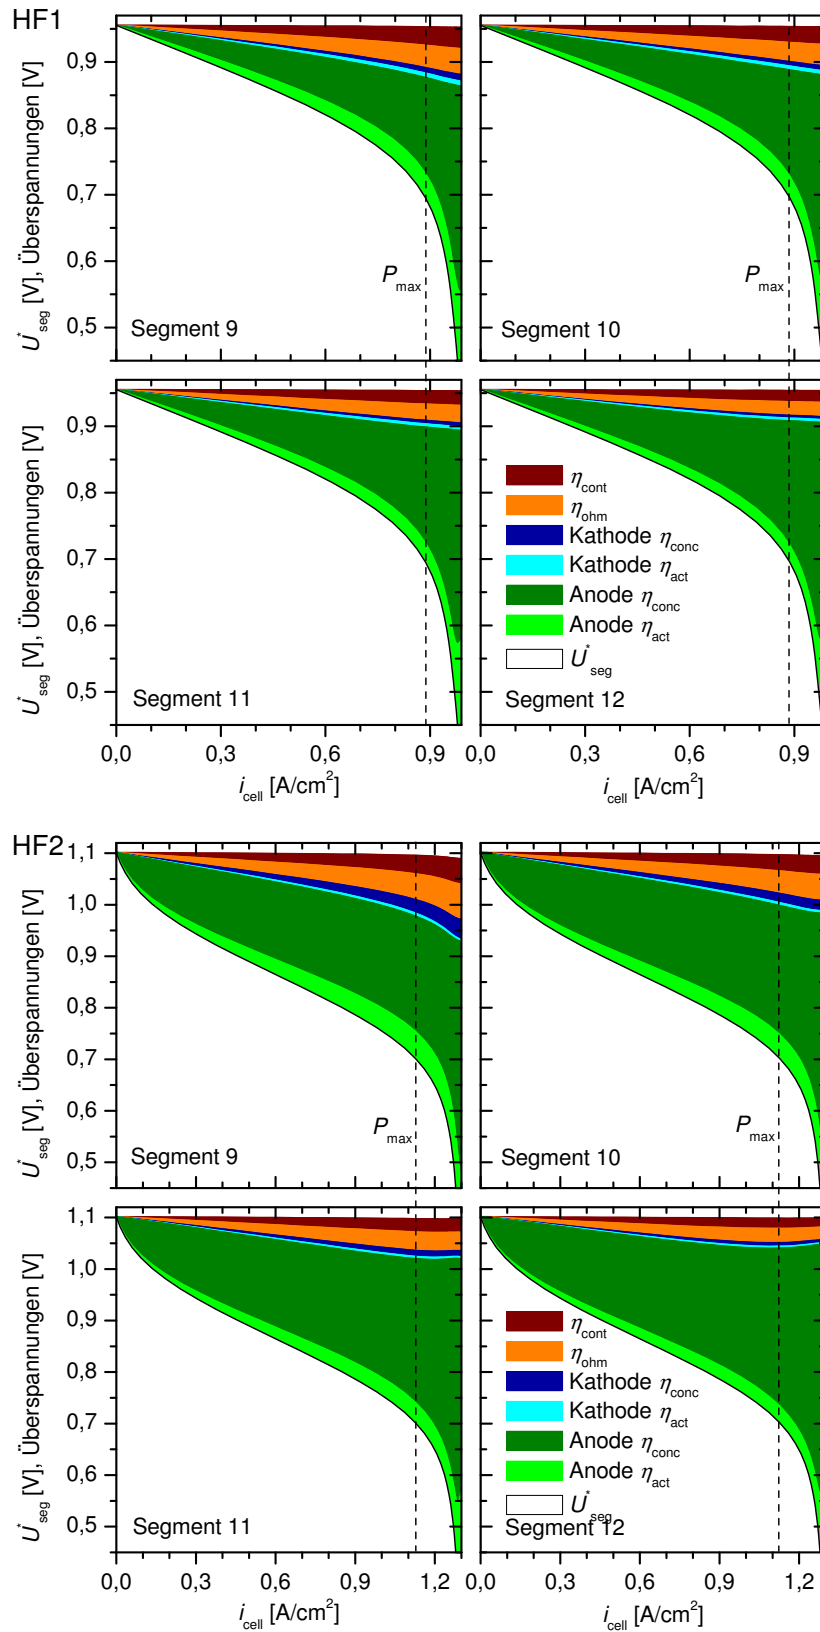 HF1
U*seg [V], Überspannungen [V]
0,9
0,8
0,7
0,6
0,5
Pmax
Segment 9
Pmax
Segment 10
U*seg [V], Überspannungen [V]
0,9
0,8
0,7
0,6
0,5
Segment 11
ηcont
ηohm
Kathode ηconc
Kathode ηact
Anode ηconc
Anode ηact
U*seg
Segment 12
0,0 0,3 0,6 0,9
0,0 0,3 0,6 0,9
icell [A/cm²]
icell [A/cm²]
HF2
U*seg [V], Überspannungen [V]
1,1
1,0
0,9
0,8
0,7
0,6
0,5
Pmax
Segment 9
Pmax
Segment 10
U*seg [V], Überspannungen [V]
1,1
1,0
0,9
0,8
0,7
0,6
0,5
Segment 11
ηcont
ηohm
Kathode ηconc
Kathode ηact
Anode ηconc
Anode ηact
U*seg
Segment 12
0,0 0,3 0,6 0,9 1,2
0,0 0,3 0,6 0,9 1,2
icell [A/cm²]
icell [A/cm²]